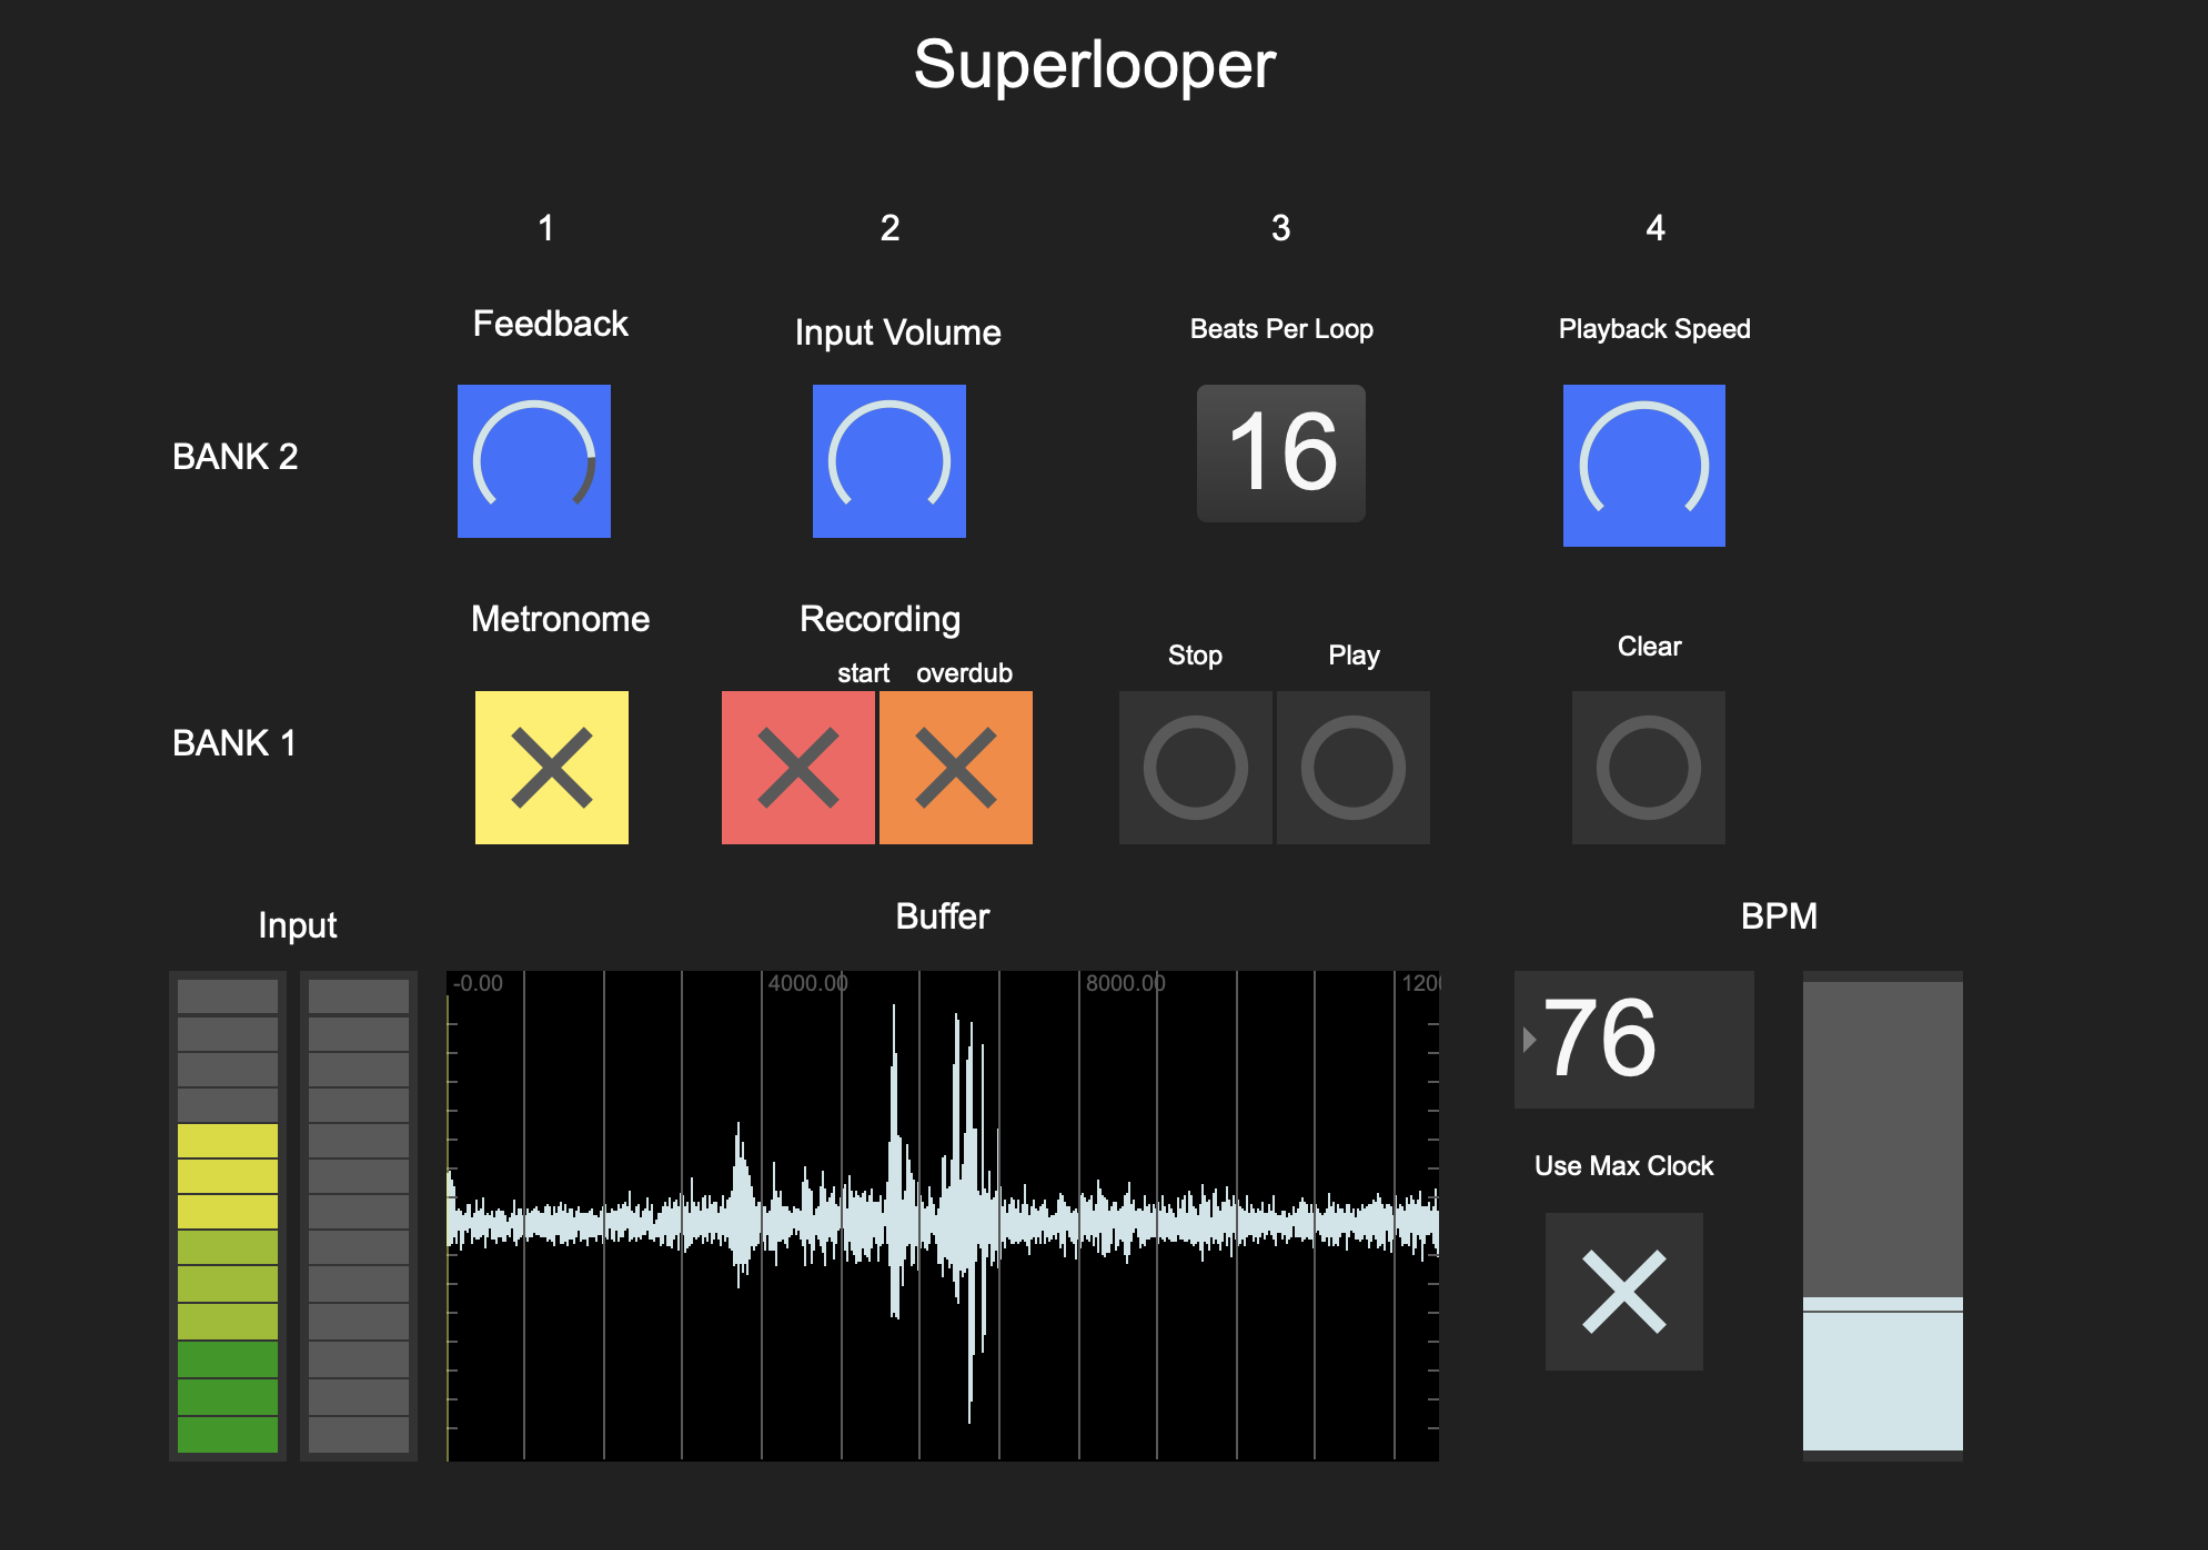 Superlooper
1 2 3 4
Feedback Input Volume Beats Per Loop Playback Speed
BANK 2
16
Metronome Recording
start overdub Stop Play Clear
BANK 1
Input Buffer BPM
-0.00 4000.00 8000.00 1200
76
Use Max Clock